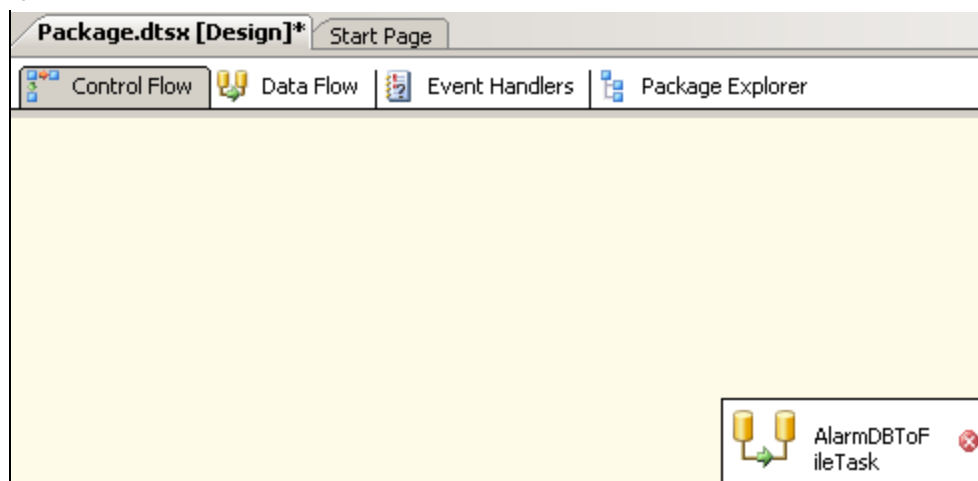 Package.dtsx [Design]* Start Page
Control Flow Data Flow Event Handlers Package Explorer
AlarmDBToF
ileTask